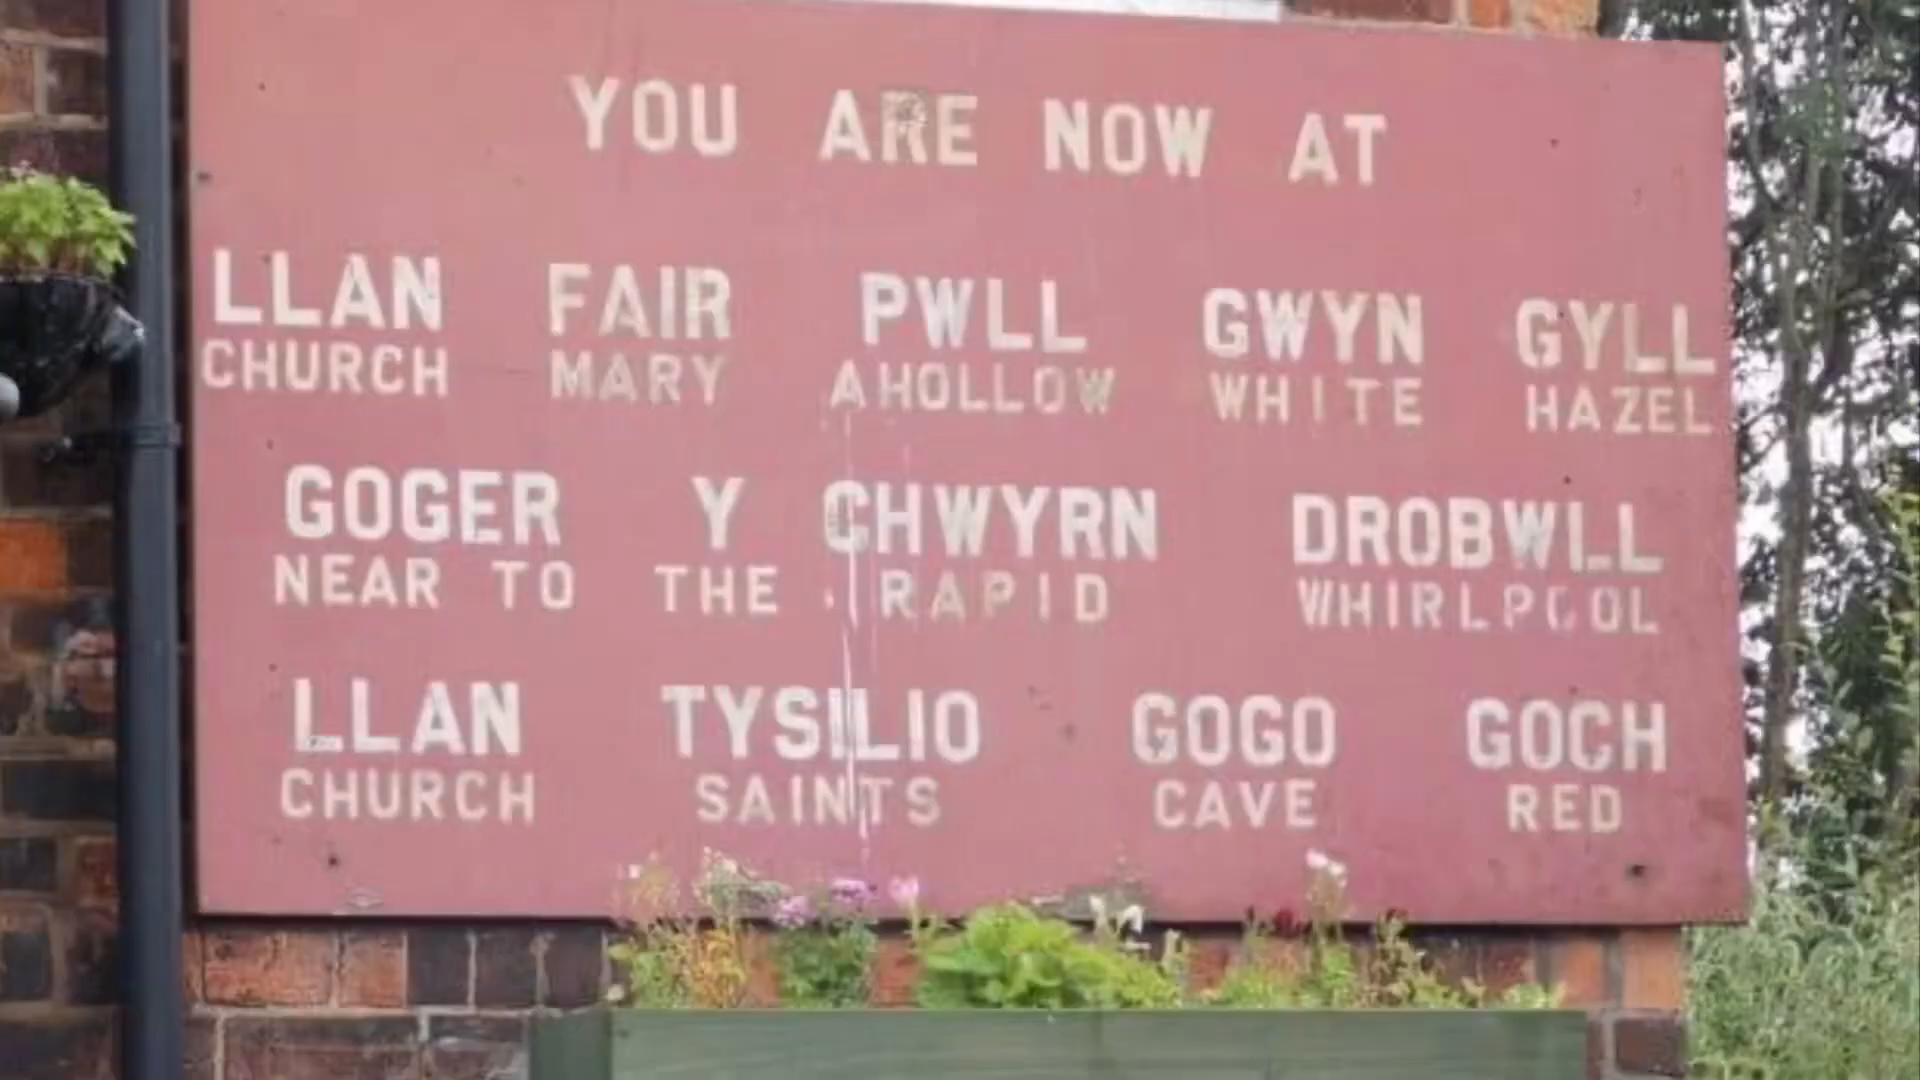 YOU ARE NOW AT
LLAN FAIR PWLL GWYN GYLL
CHURCH MARY A HOLLOW WHITE HAZEL
GOGER Y CHWYRN DROBWLL
NEAR TO THE RAPID WHIRLPOOL
LLAN TYSILIO GOGO GOCH
CHURCH SAINTS CAVE RED